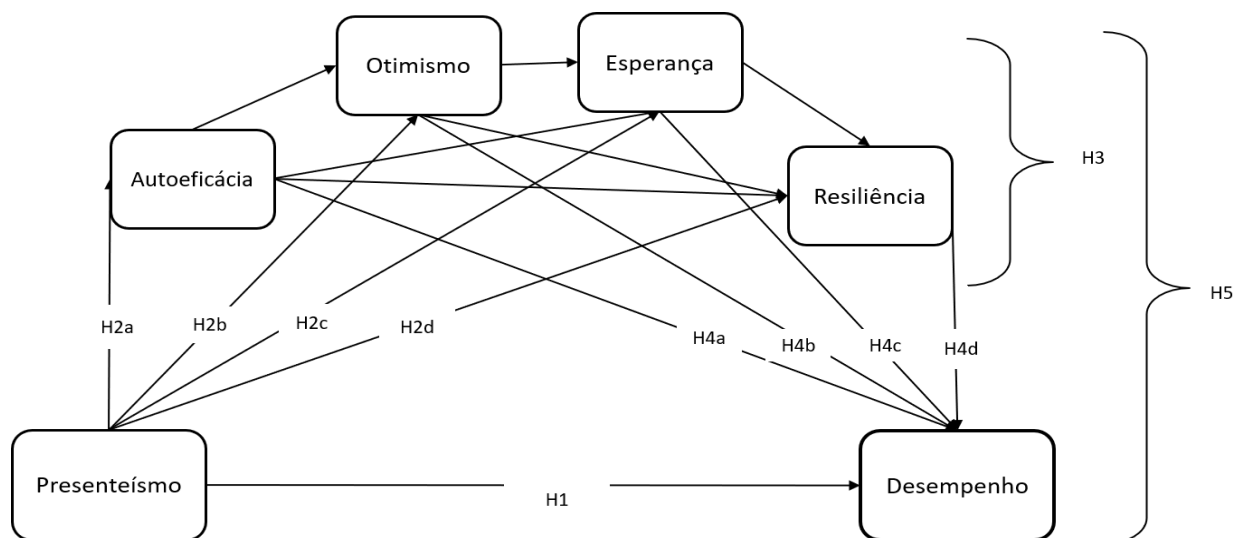 Otimismo
Esperança
Autoeficácia
Resiliência
H3
H5
H2a
H2b
H2c
H2d
H4a
H4b
H4c
H4d
Presenteísmo
H1
Desempenho